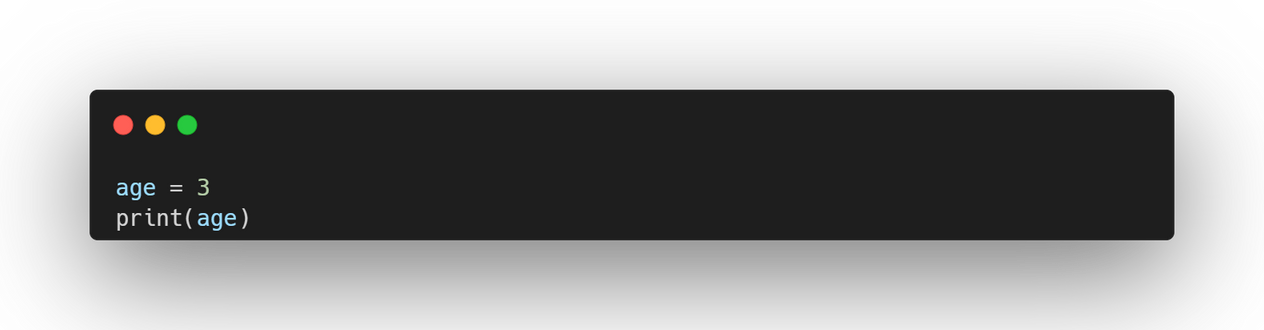 age = 3
print(age)